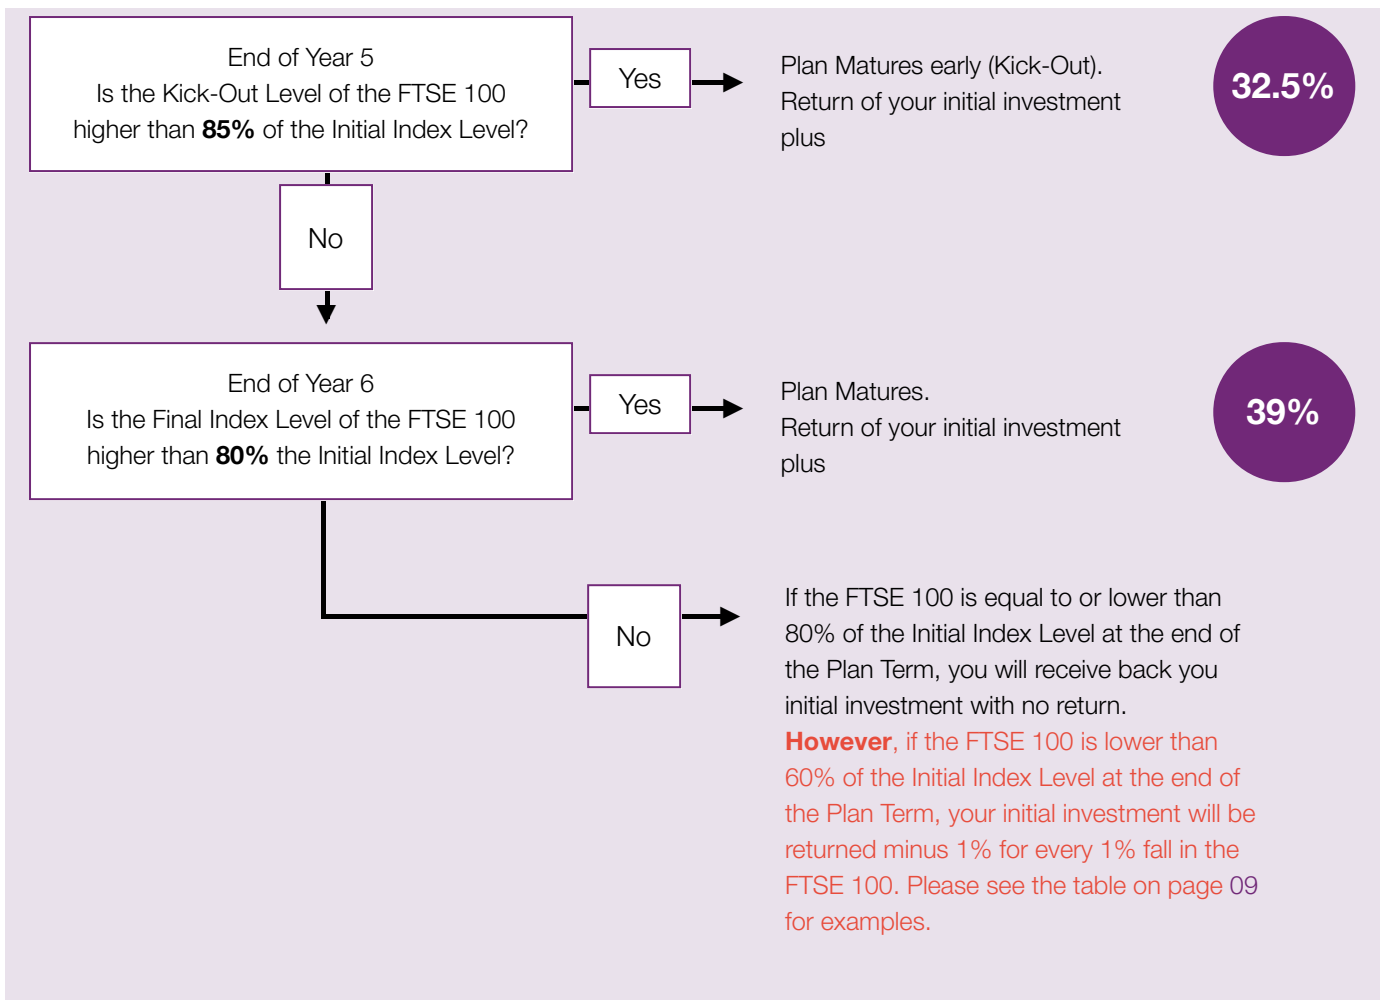 End of Year 5
Is the Kick-Out Level of the FTSE 100
higher than 85% of the Initial Index Level?
Yes
Plan Matures early (Kick-Out).
Return of your initial investment
plus
32.5%
No
End of Year 6
Is the Final Index Level of the FTSE 100
higher than 80% the Initial Index Level?
Yes
Plan Matures.
Return of your initial investment
plus
39%
No
If the FTSE 100 is equal to or lower than
80% of the Initial Index Level at the end of
the Plan Term, you will receive back you
initial investment with no return.
However, if the FTSE 100 is lower than
60% of the Initial Index Level at the end of
the Plan Term, your initial investment will be
returned minus 1% for every 1% fall in the
FTSE 100. Please see the table on page 09
for examples.